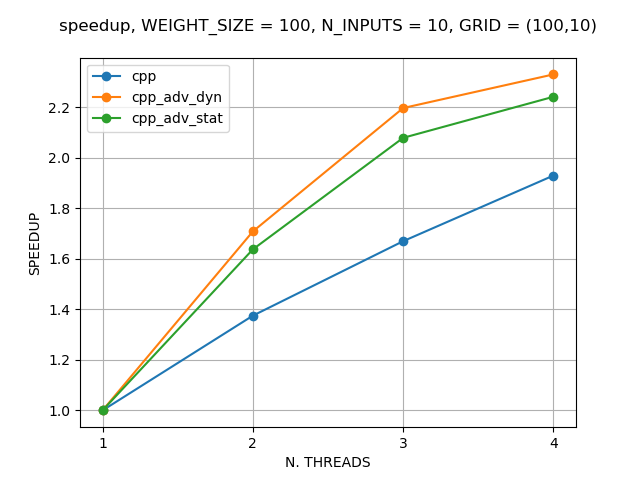 speedup, WEIGHT_SIZE = 100, N_INPUTS = 10, GRID = (100,10)
cpp
cpp_adv_dyn
cpp_adv_stat
2.2
2.0
1.8
1.6
1.4
1.2
1.0
SPEEDUP
1 2 3 4
N. THREADS